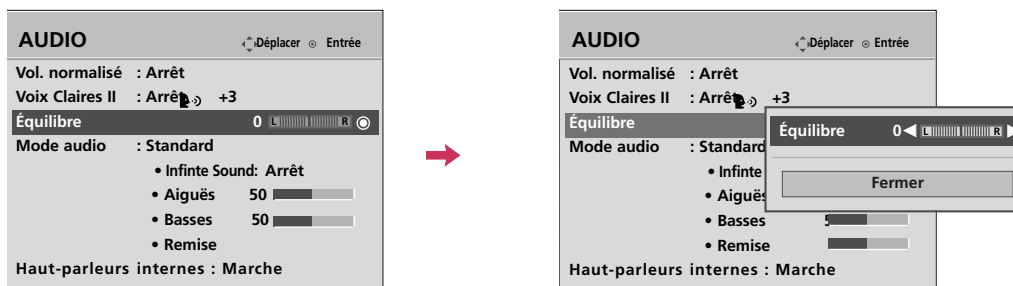 AUDIO
Déplacer Entrée
Vol. normalisé : Arrêt
Voix Claires II : Arrêt +3
Équilibre 0 L R
Mode audio : Standard
• Infinte Sound: Arrêt
• Aiguës 50
• Basses 50
• Remise
Haut-parleurs internes : Marche
AUDIO
Déplacer Entrée
Vol. normalisé : Arrêt
Voix Claires II : Arrêt +3
Équilibre
Mode audio : Standard
• Infinte
• Aiguës
• Basses 5
• Remise
Haut-parleurs internes : Marche
Équilibre 0 L R
Fermer